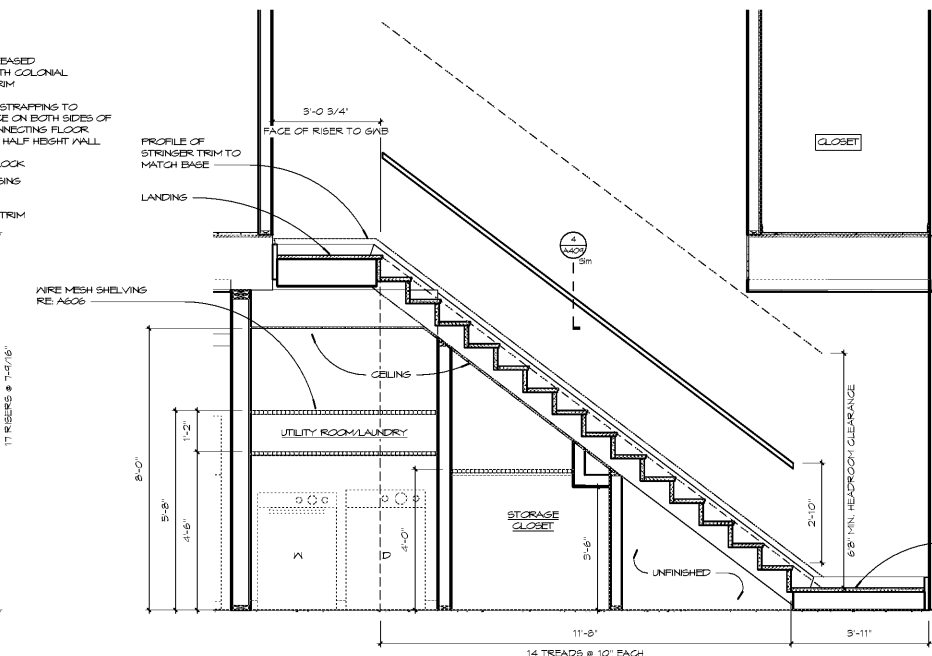 EASED
TH COLONIAL
RIM
STRAPPING TO
CE ON BOTH SIDES OF
NNECTING FLOOR
HALF HEIGHT WALL
LOCK
SING
TRIM
3'-0 3/4"
FACE OF RISER TO GWB
PROFILE OF
STRINGER TRIM TO
MATCH BASE
LANDING
CLOSET
4
A409
Sim
WIRE MESH SHELVING
RE: A606
CEILING
17 RISERS @ 7-9/16"
8'-0"
5'-8"
1'-2"
4'-6"
UTILITY ROOM/LAUNDRY
W
D
4'-0"
STORAGE
CLOSET
3'-6"
UNFINISHED
2'-10"
6'8" MIN. HEADROOM CLEARANCE
11'-8"
3'-11"
14 TREADS @ 10" EACH